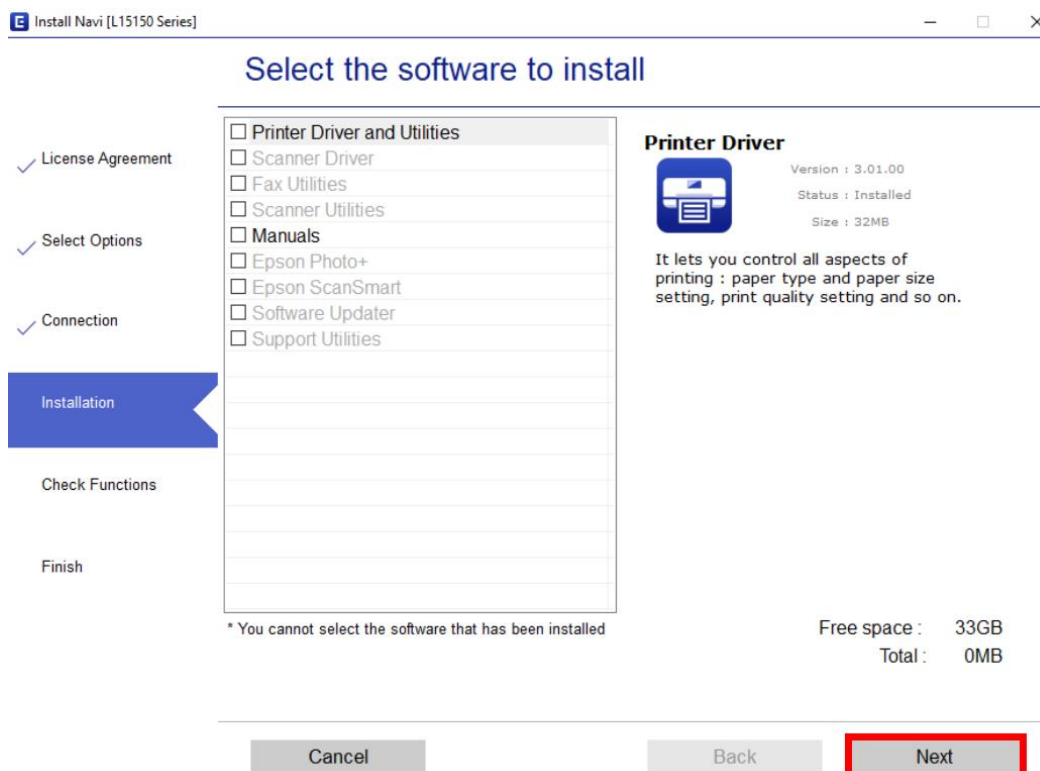 Install Navi [L15150 Series]
Select the software to install
License Agreement
Select Options
Connection
Installation
Check Functions
Finish
Printer Driver and Utilities
Scanner Driver
Fax Utilities
Scanner Utilities
Manuals
Epson Photo+
Epson ScanSmart
Software Updater
Support Utilities
* You cannot select the software that has been installed
Printer Driver
Version : 3.01.00
Status : Installed
Size : 32MB
It lets you control all aspects of
printing : paper type and paper size
setting, print quality setting and so on.
Free space : 33GB
Total : 0MB
Cancel
Back
Next